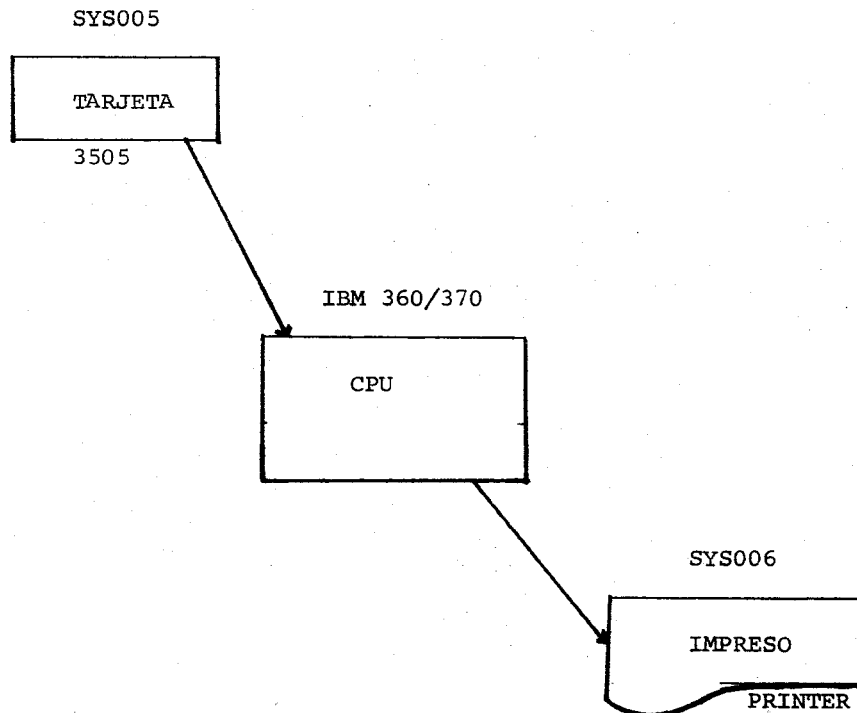 SYS005
TARJETA
3505
IBM 360/370
CPU
SYS006
IMPRESO
PRINTER